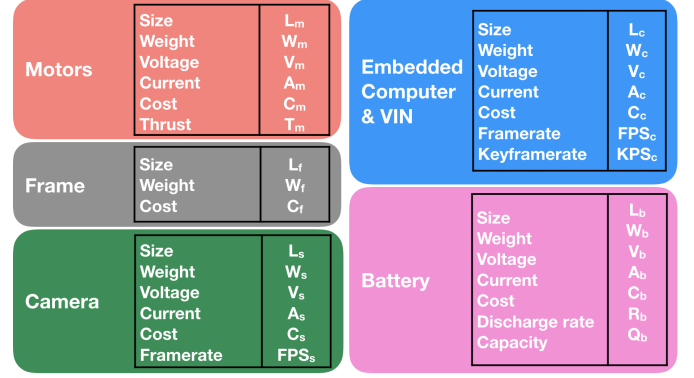 Motors
Size Lm
Weight Wm
Voltage Vm
Current Am
Cost Cm
Thrust Tm
Frame
Size Lf
Weight Wf
Cost Cf
Camera
Size Ls
Weight Ws
Voltage Vs
Current As
Cost Cs
Framerate FPSs
Embedded
Computer
& VIN
Size Lc
Weight Wc
Voltage Vc
Current Ac
Cost Cc
Framerate FPSc
Keyframerate KPSc
Battery
Size Lb
Weight Wb
Voltage Vb
Current Ab
Cost Cb
Discharge rate Rb
Capacity Qb